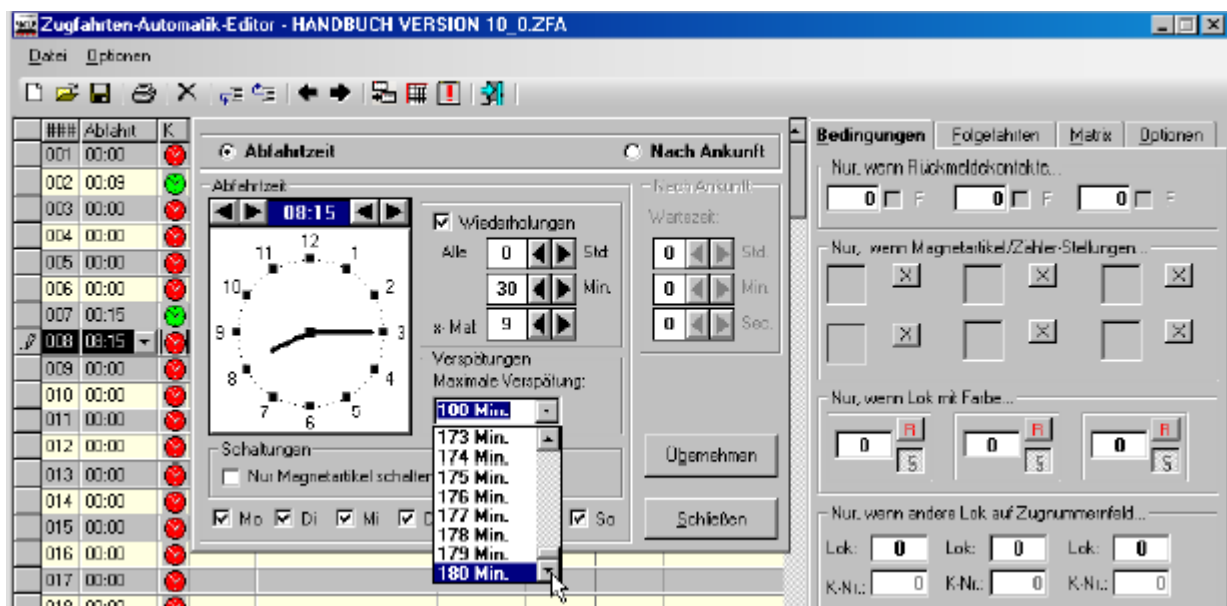 Zugfahrten-Automatik-Editor - HANDBUCH VERSION 10_0.ZFA
Datei Optionen
### Abfahrt K
001 00:00
002 00:09
003 00:00
004 00:00
005 00:00
006 00:00
007 00:15
008 08:15
009 00:00
010 00:00
011 00:00
012 00:00
013 00:00
014 00:00
015 00:00
016 00:00
017 00:00
018 00:00
Abfahrtzeit
Nach Ankunft
Abfahrtzeit
08:15
12
1
2
3
4
5
6
7
8
9
10
11
Wiederholungen
Alle 0 Std
30 Min.
x- Mal: 9
Verspätungen
Maximale Verspätung:
100 Min.
173 Min.
174 Min.
175 Min.
176 Min.
177 Min.
178 Min.
179 Min.
180 Min.
Nach Ankunft
Wartezeit:
0 Std.
0 Min.
0 Sec.
Schaltungen
Nur Magnetartikel schalten
Mo Di Mi D So
Übernehmen
Schließen
Bedingungen Folgefahrten Matrix Optionen
Nur, wenn Rückmeldekontakte...
0 F 0 F 0 F
Nur, wenn Magnetartikel/Zähler-Stellungen...
X X X
X X X
Nur, wenn Lok mit Farbe...
0 R S 0 R S 0 R S
Nur, wenn andere Lok auf Zugnummernfeld...
Lok: 0 Lok: 0 Lok: 0
K-Nr.: 0 K-Nr.: 0 K-Nr.: 0